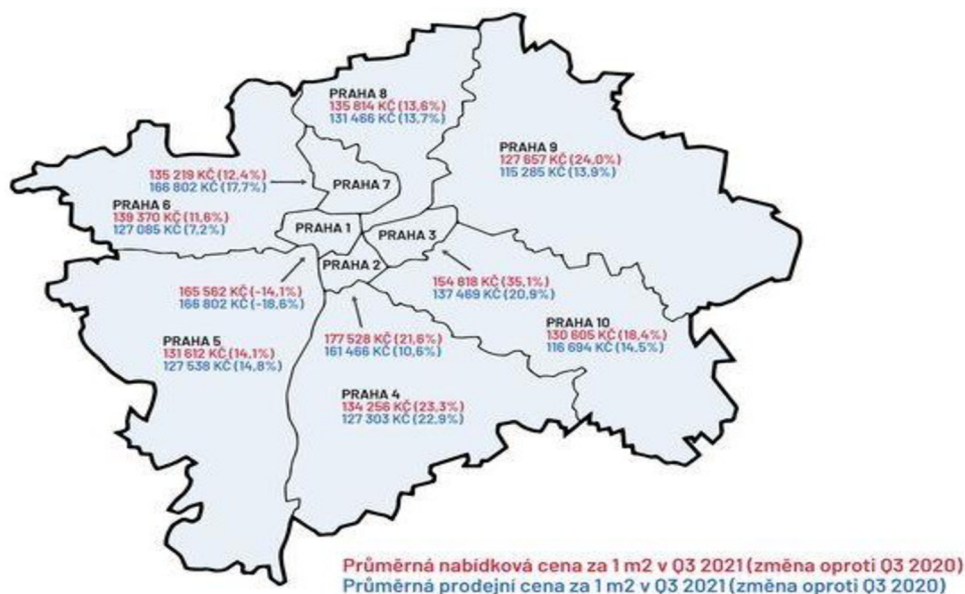 PRAHA 8
135 814 KČ (13,6%)
131 466 KČ (13,7%)
PRAHA 9
127 657 KČ (24,0%)
115 285 KČ (13,9%)
135 219 KČ (12,4%)
166 802 KČ (17,7%)
PRAHA 7
PRAHA 6
139 370 KČ (11,6%)
127 085 KČ (7,2%)
PRAHA 1
PRAHA 3
PRAHA 2
154 818 KČ (35,1%)
137 469 KČ (20,9%)
165 562 KČ (-14,1%)
166 802 KČ (-18,6%)
PRAHA 10
130 605 KČ (18,4%)
116 694 KČ (14,5%)
177 528 KČ (21,6%)
161 466 KČ (10,6%)
PRAHA 5
131 612 KČ (14,1%)
127 538 KČ (14,8%)
PRAHA 4
134 256 KČ (23,3%)
127 303 KČ (22,9%)
Průměrná nabídková cena za 1 m2 v Q3 2021 (změna oproti Q3 2020)
Průměrná prodejní cena za 1 m2 v Q3 2021 (změna oproti Q3 2020)